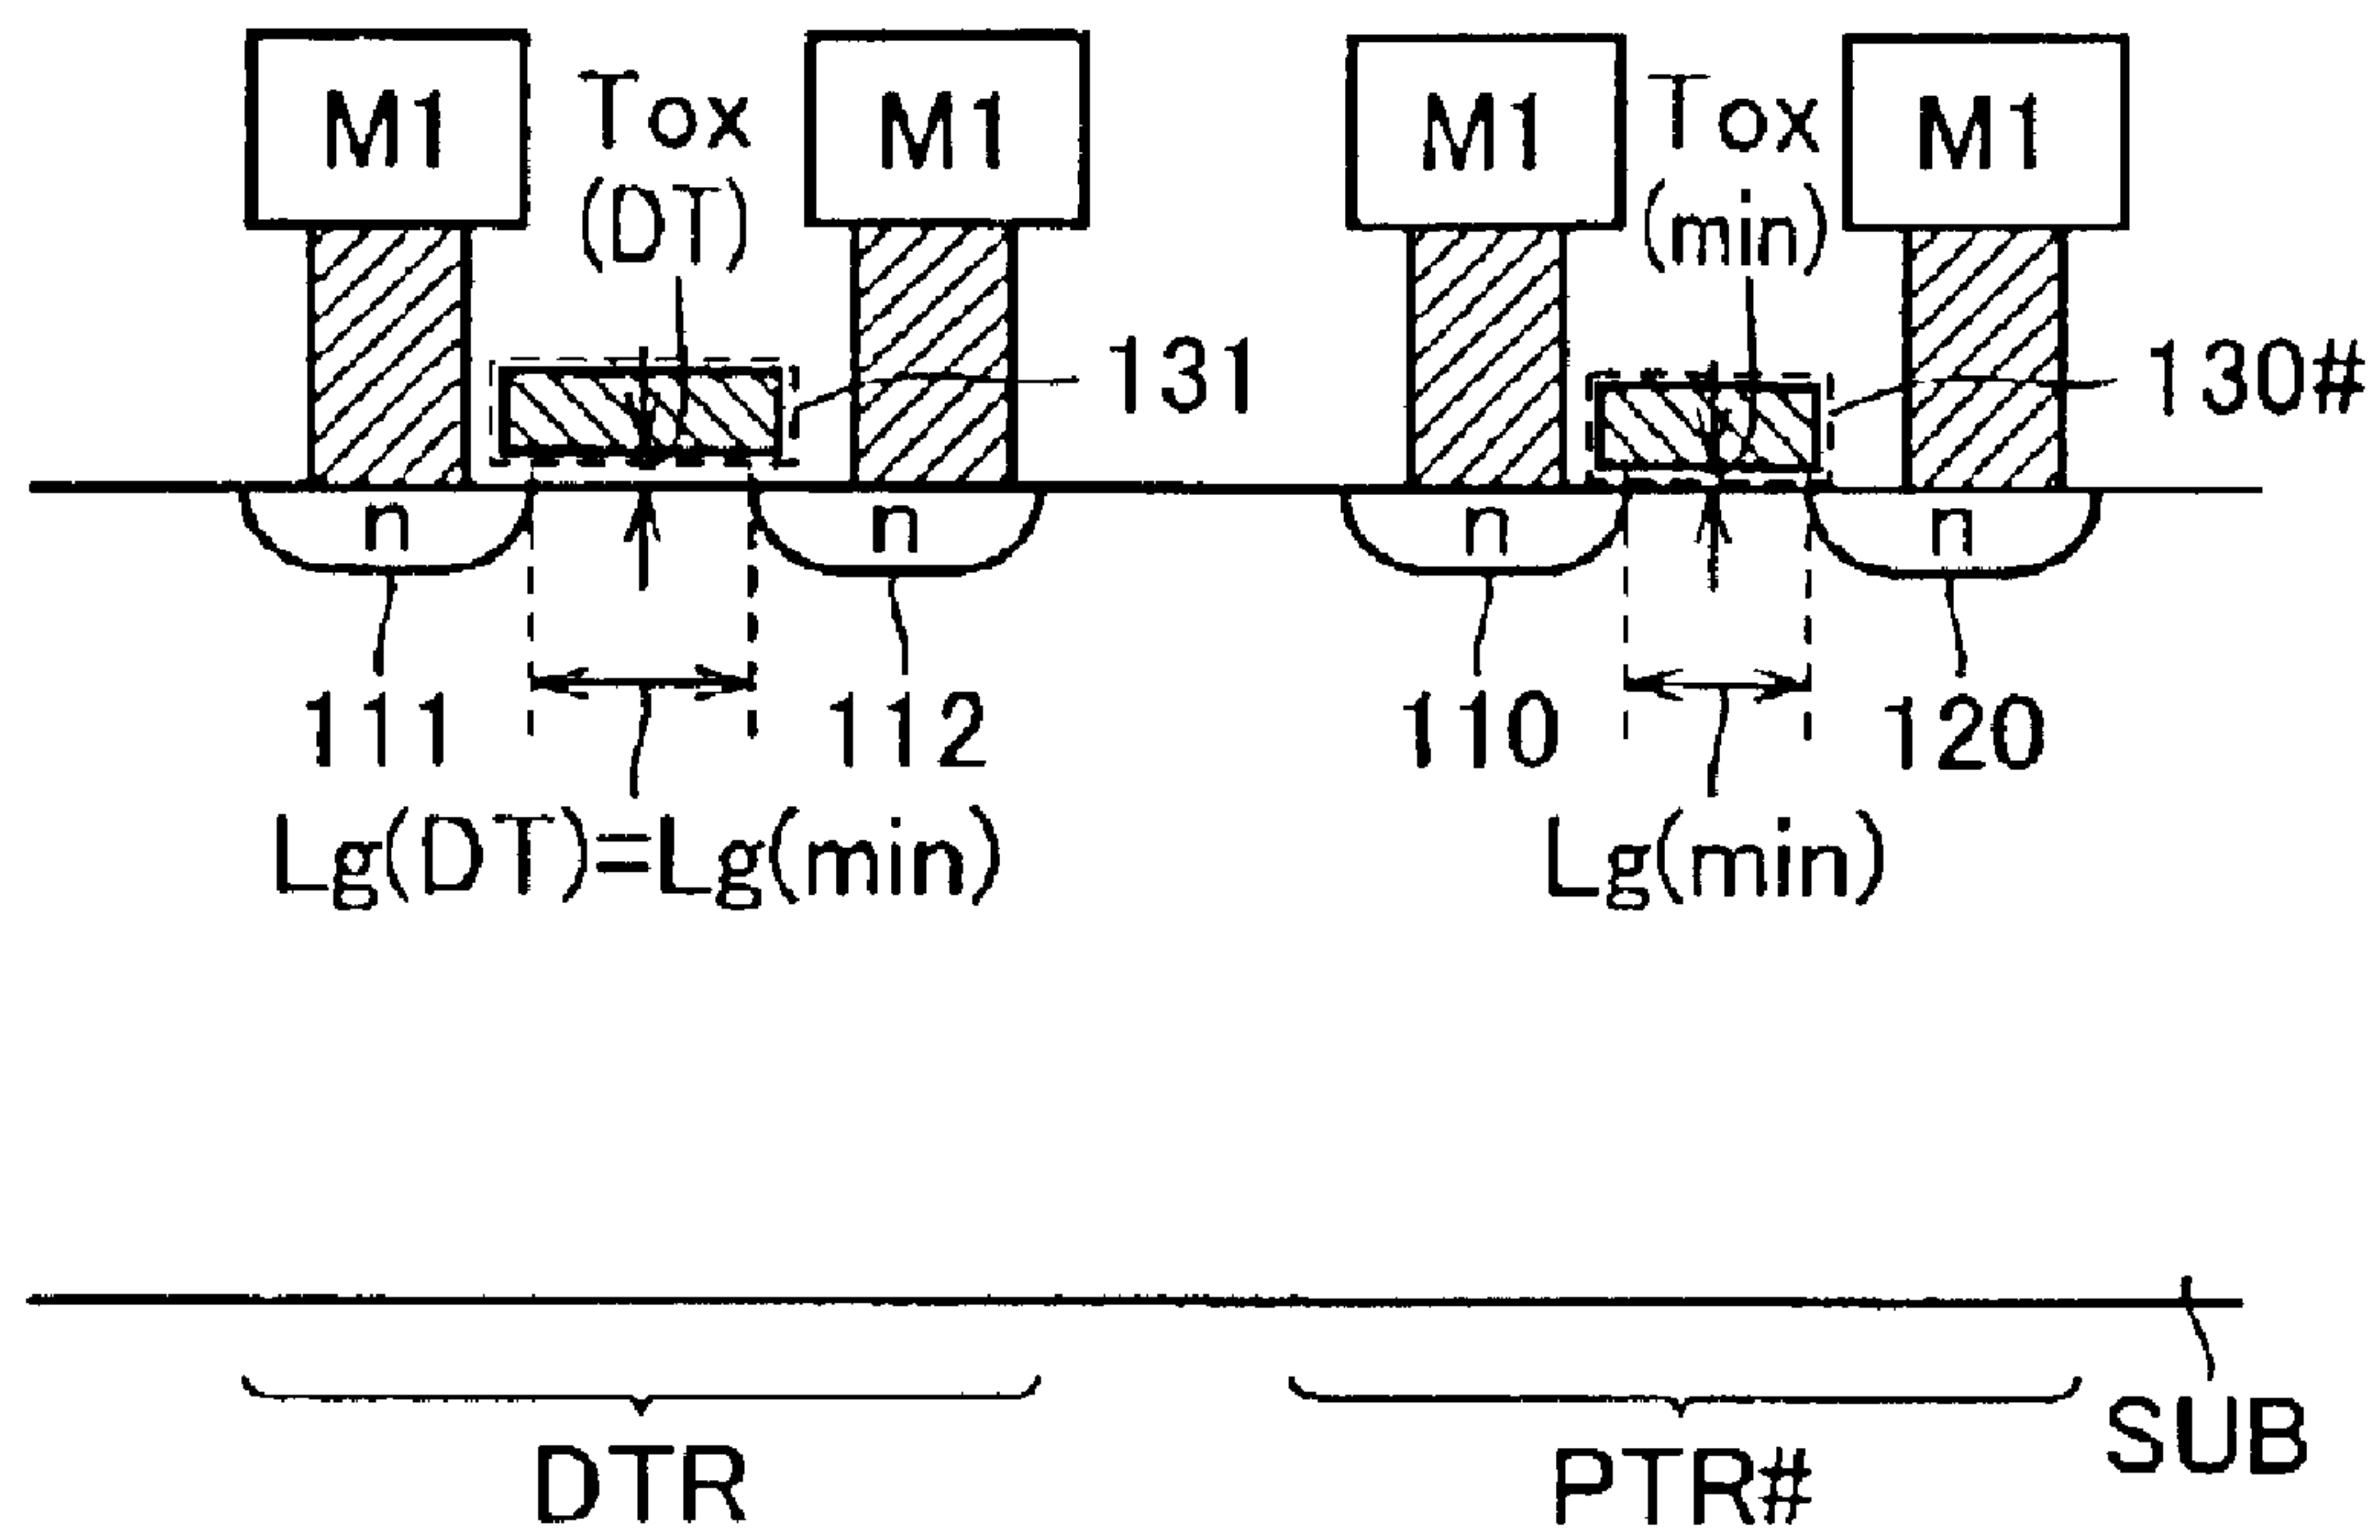 M1 Tox (DT) M1 M1 Tox (min) M1
131 130#
n n n n
111 112 110 120
Lg(DT)=Lg(min) Lg(min)
SUB
DTR PTR#